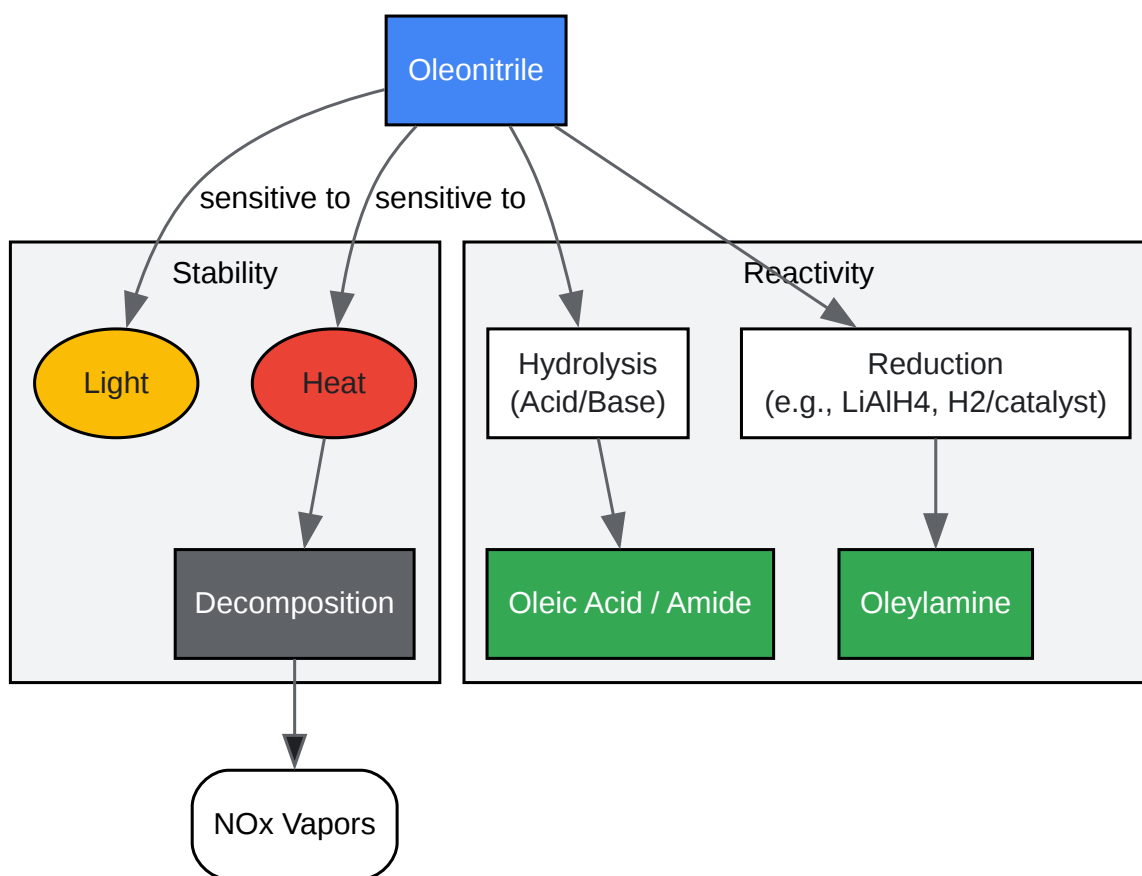 Oleonitrile
sensitive to
sensitive to
Stability
Reactivity
Light
Heat
Hydrolysis
(Acid/Base)
Reduction
(e.g., LiAlH4, H2/catalyst)
Decomposition
Oleic Acid / Amide
Oleylamine
NOx Vapors